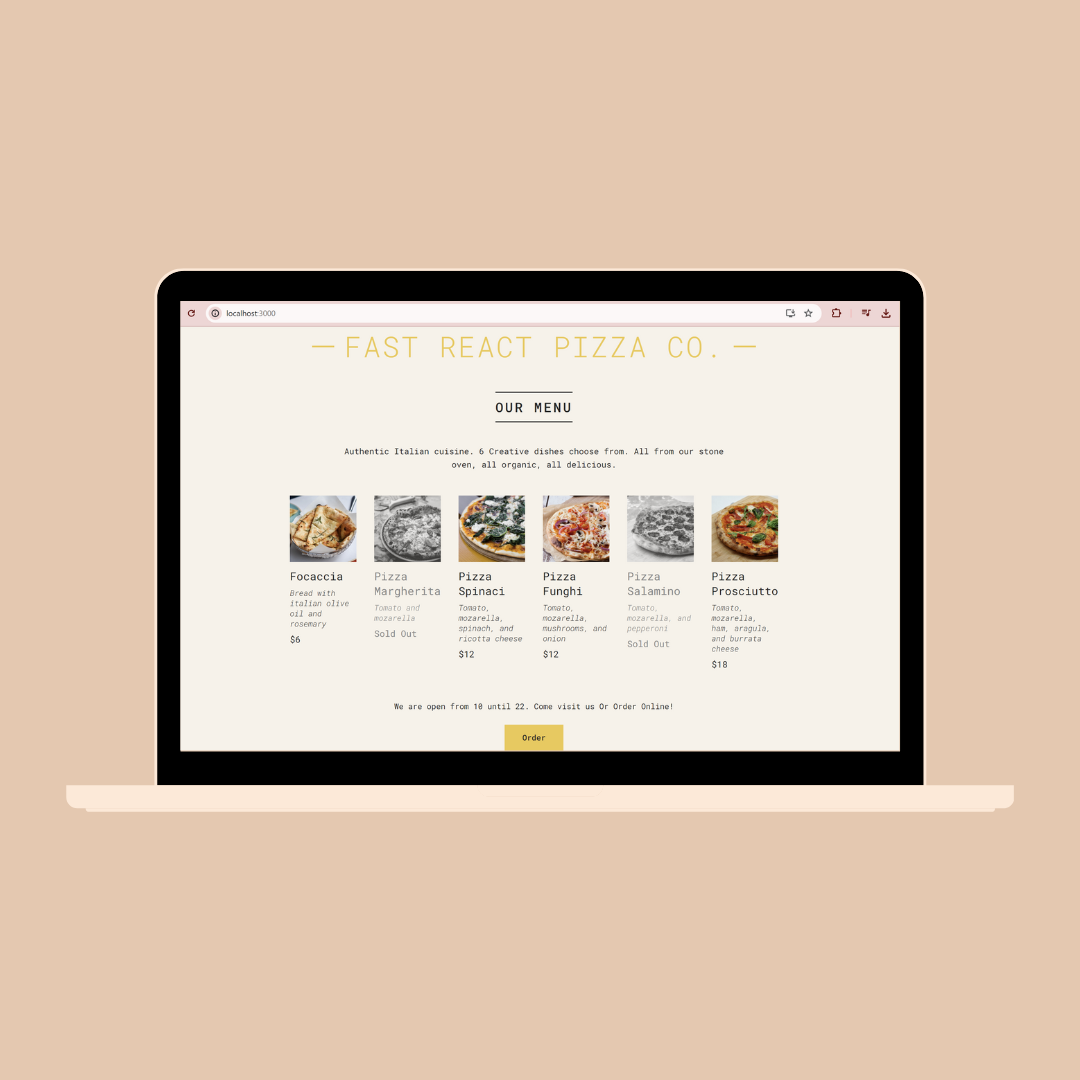 localhost:3000
— FAST REACT PIZZA CO. —
OUR MENU
Authentic Italian cuisine. 6 Creative dishes choose from. All from our stone
oven, all organic, all delicious.
Focaccia
Bread with
italian olive
oil and
rosemary
$6
Pizza
Margherita
Tomato and
mozarella
Sold Out
Pizza
Spinaci
Tomato,
mozarella,
spinach, and
ricotta cheese
$12
Pizza
Funghi
Tomato,
mozarella,
mushrooms, and
onion
$12
Pizza
Salamino
Tomato,
mozarella, and
pepperoni
Sold Out
Pizza
Prosciutto
Tomato,
mozarella,
ham, aragula,
and burrata
cheese
$18
We are open from 10 until 22. Come visit us Or Order Online!
Order